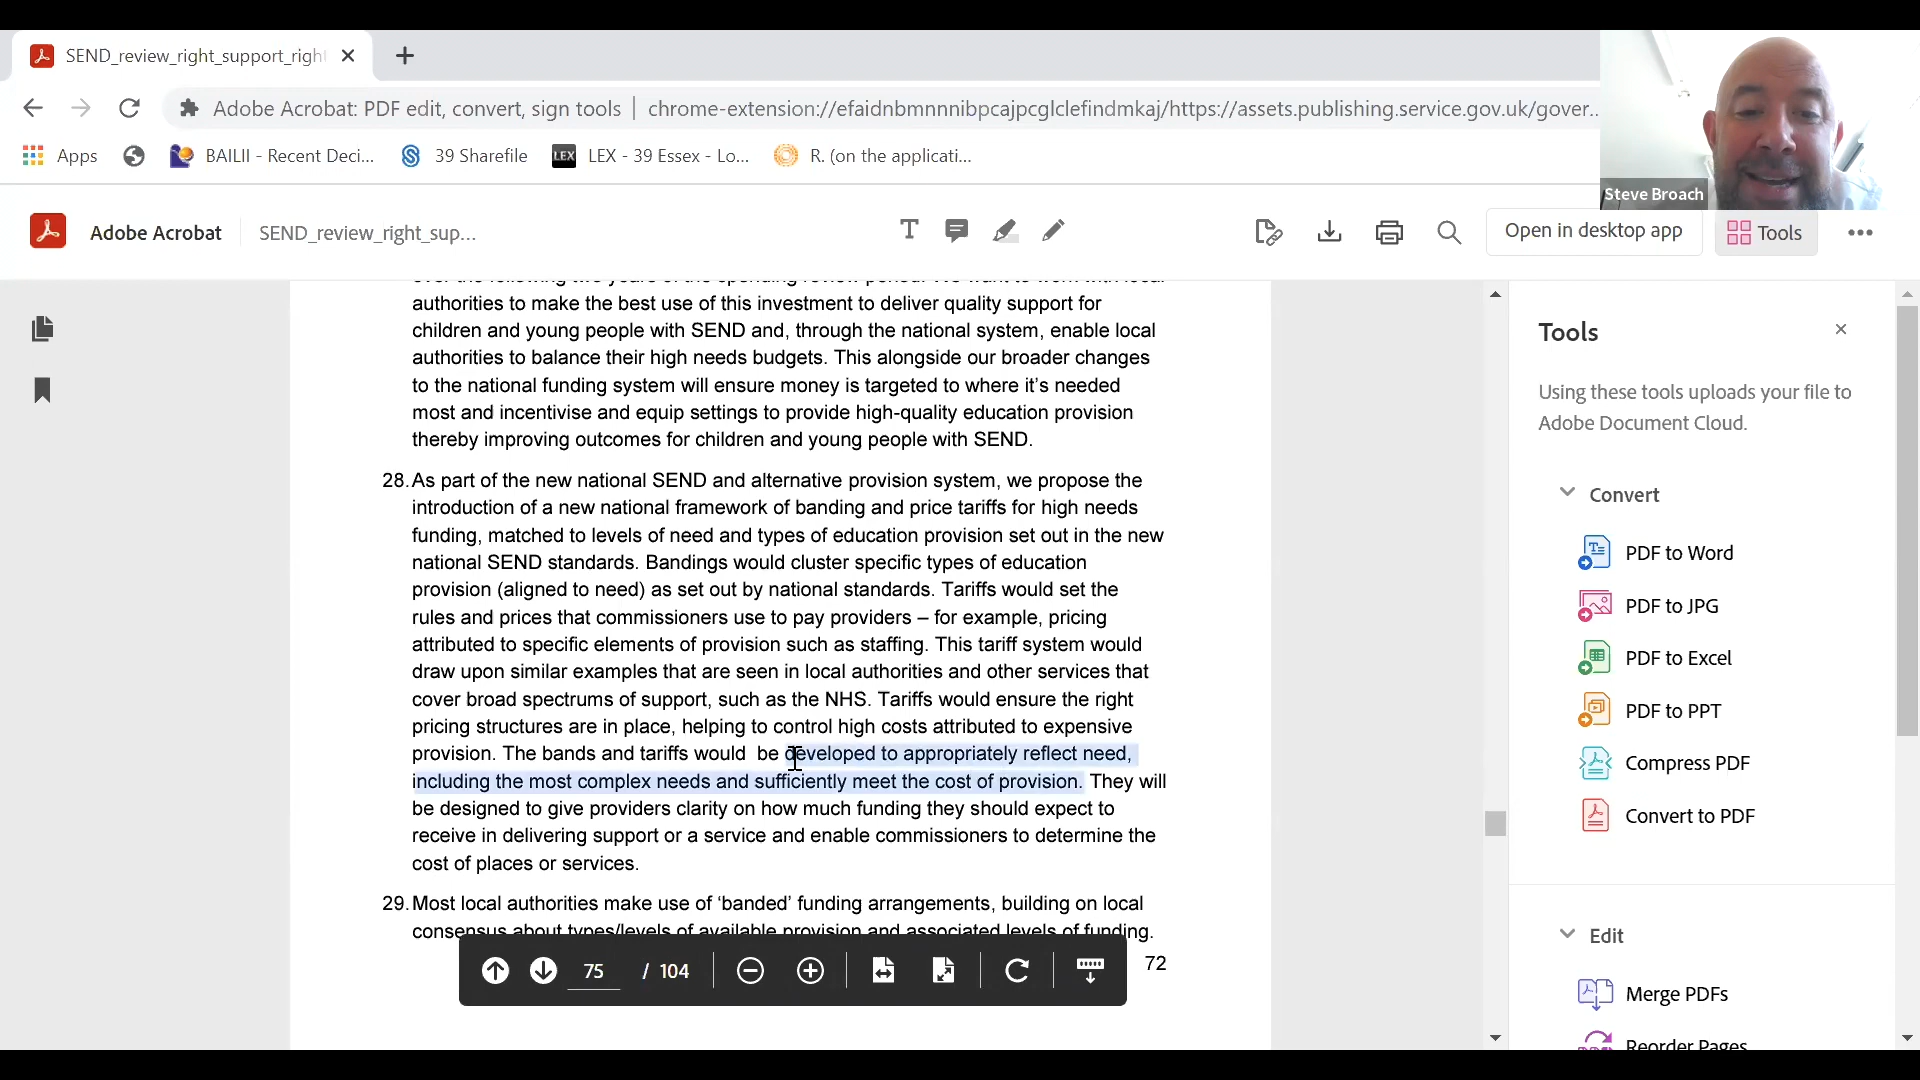 SEND_review_right_support_right
Adobe Acrobat: PDF edit, convert, sign tools | chrome-extension://efaidnbmnnnibpcajpcglclefindmkaj/https://assets.publishing.service.gov.uk/gover...
Apps
BAILII - Recent Deci...
39 Sharefile
LEX
LEX - 39 Essex - Lo...
R. (on the applicati...
Steve Broach
Adobe Acrobat
SEND_review_right_sup...
Open in desktop app
Tools
authorities to make the best use of this investment to deliver quality support for
children and young people with SEND and, through the national system, enable local
authorities to balance their high needs budgets. This alongside our broader changes
to the national funding system will ensure money is targeted to where it's needed
most and incentivise and equip settings to provide high-quality education provision
thereby improving outcomes for children and young people with SEND.
28. As part of the new national SEND and alternative provision system, we propose the
introduction of a new national framework of banding and price tariffs for high needs
funding, matched to levels of need and types of education provision set out in the new
national SEND standards. Bandings would cluster specific types of education
provision (aligned to need) as set out by national standards. Tariffs would set the
rules and prices that commissioners use to pay providers – for example, pricing
attributed to specific elements of provision such as staffing. This tariff system would
draw upon similar examples that are seen in local authorities and other services that
cover broad spectrums of support, such as the NHS. Tariffs would ensure the right
pricing structures are in place, helping to control high costs attributed to expensive
provision. The bands and tariffs would  be developed to appropriately reflect need,
including the most complex needs and sufficiently meet the cost of provision. They will
be designed to give providers clarity on how much funding they should expect to
receive in delivering support or a service and enable commissioners to determine the
cost of places or services.
29. Most local authorities make use of ‘banded’ funding arrangements, building on local
consensus about types/levels of available provision and associated levels of funding.
72
75 / 104
Tools
Using these tools uploads your file to
Adobe Document Cloud.
Convert
PDF to Word
PDF to JPG
PDF to Excel
PDF to PPT
Compress PDF
Convert to PDF
Edit
Merge PDFs
Reorder Pages